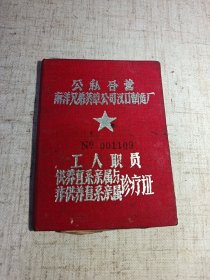 公私合营
南洋兄弟烟草公司汉口制造厂
No 001109
工人职员
供养直系亲属与
非供养直系亲属诊疗证